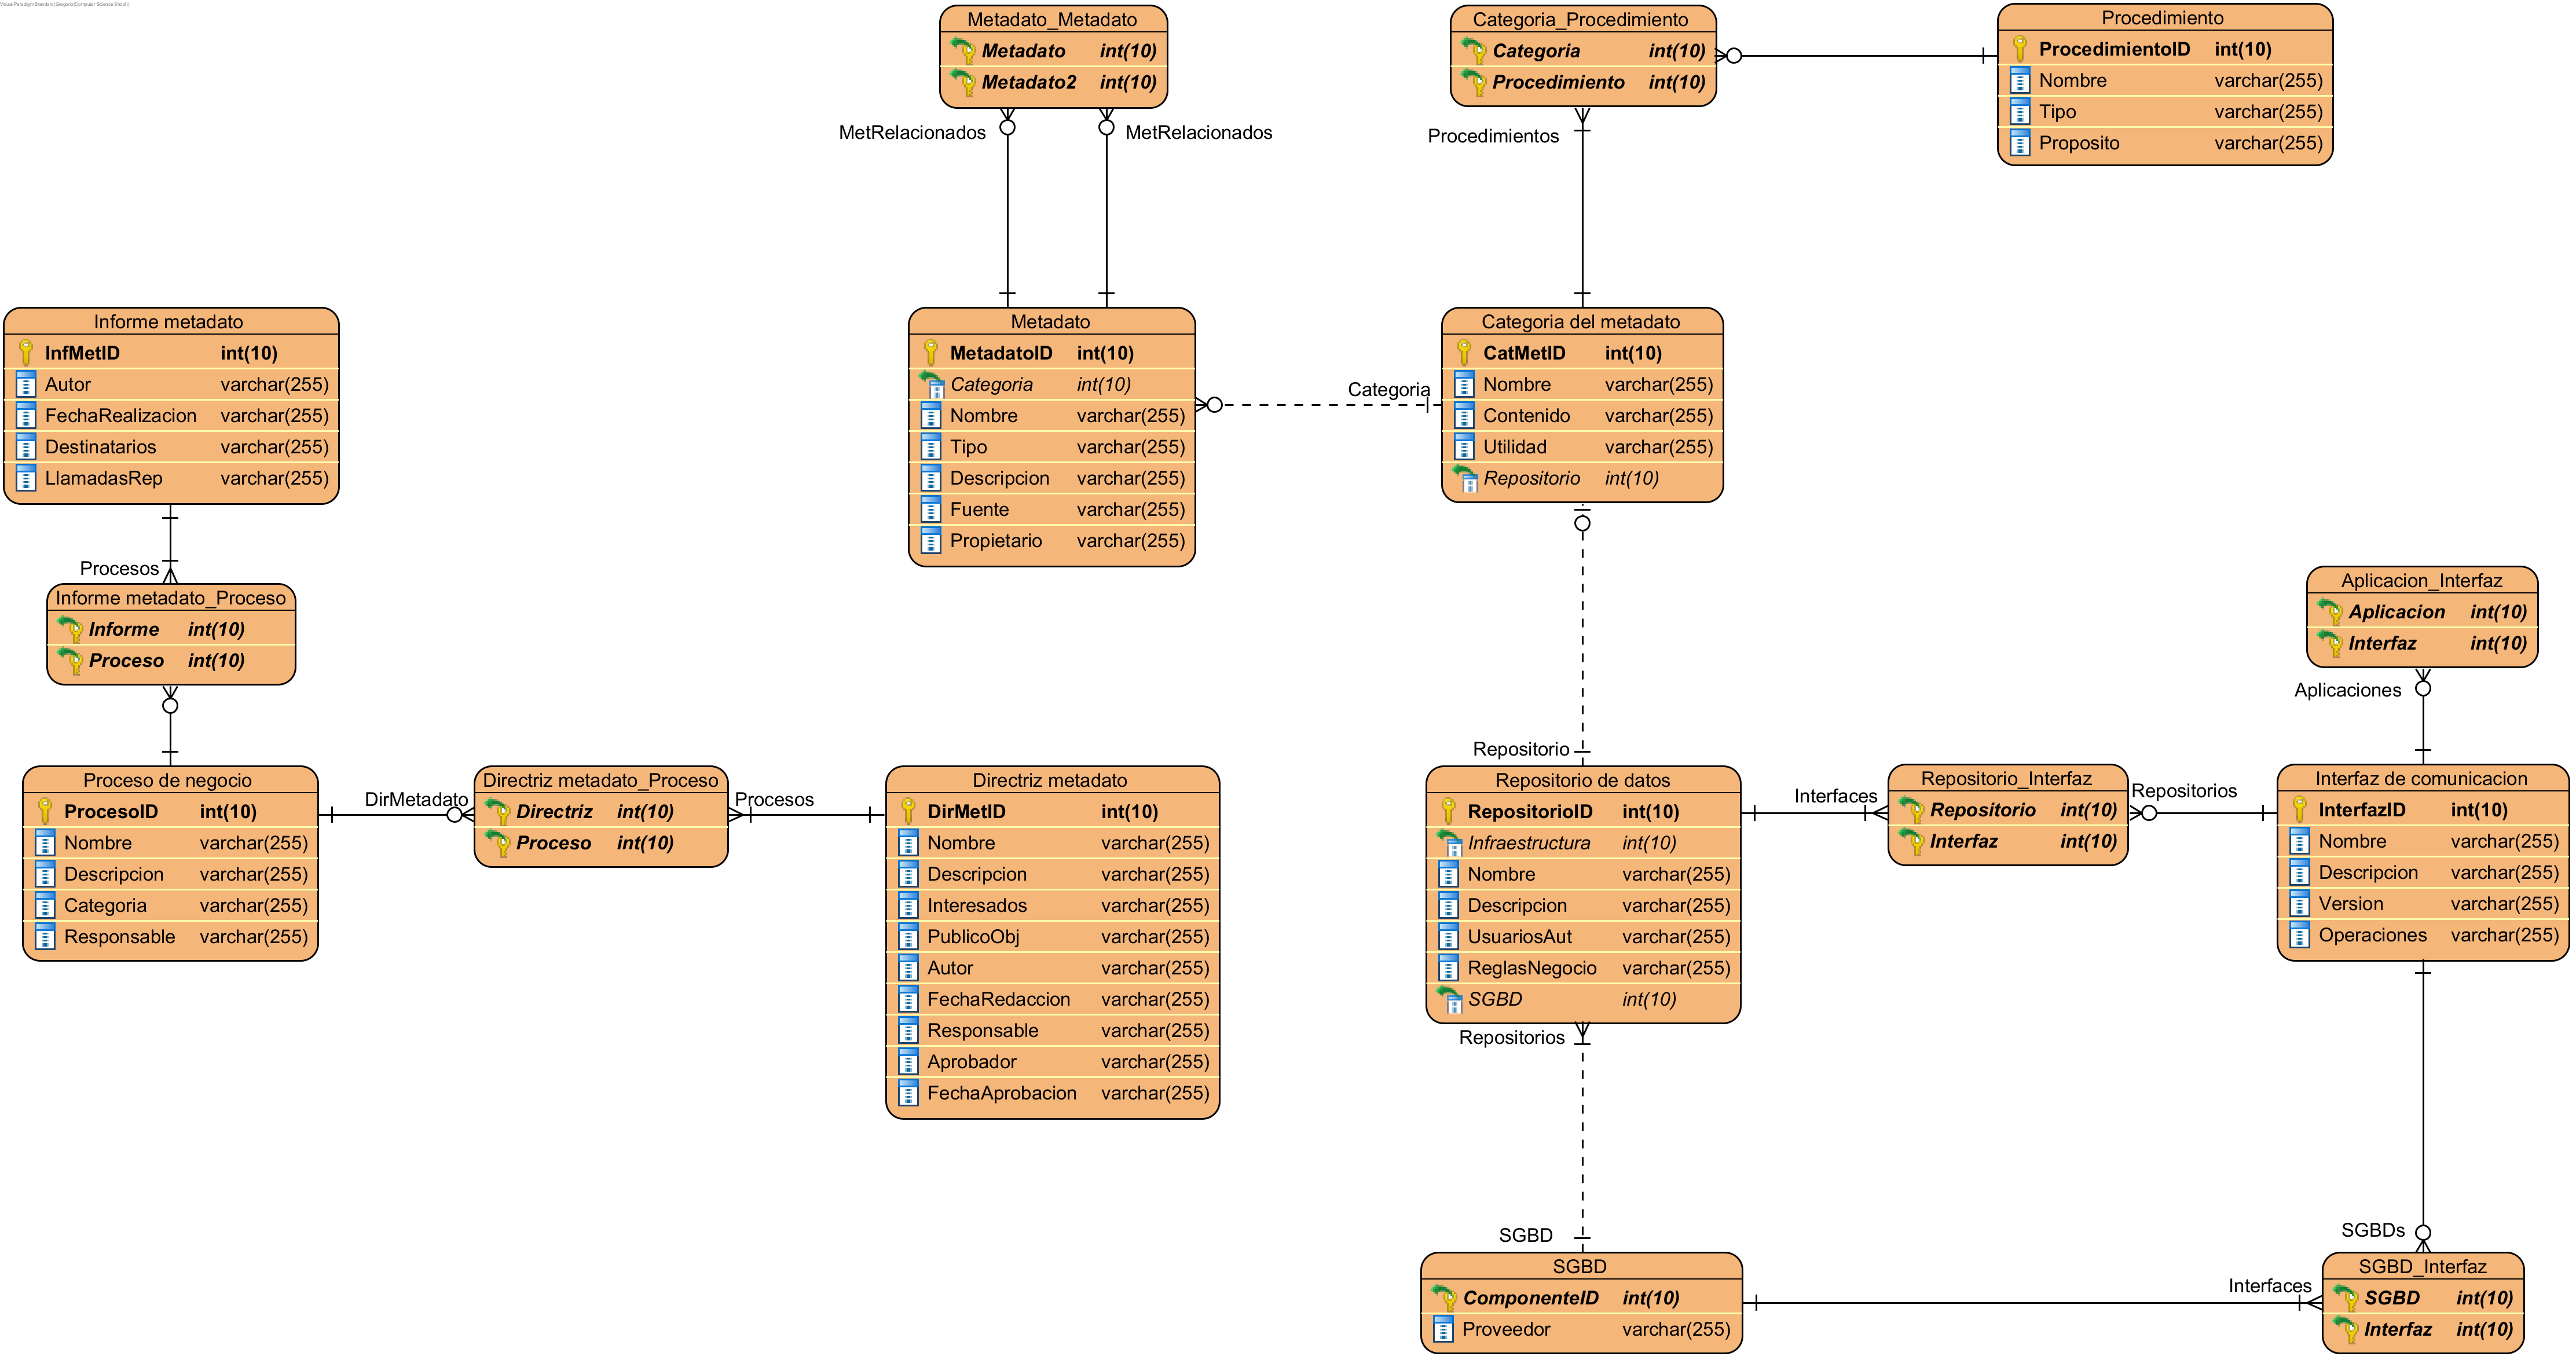 Visual Paradigm Standard(Gregorio(Computer Science Shool))
Metadato_Metadato
Metadato int(10)
Metadato2 int(10)
MetRelacionados
MetRelacionados
Categoria_Procedimiento
Categoria int(10)
Procedimiento int(10)
Procedimientos
Procedimiento
ProcedimientoID int(10)
Nombre varchar(255)
Tipo varchar(255)
Proposito varchar(255)
Informe metadato
InfMetID int(10)
Autor varchar(255)
FechaRealizacion varchar(255)
Destinatarios varchar(255)
LlamadasRep varchar(255)
Procesos
Metadato
MetadatoID int(10)
Categoria int(10)
Nombre varchar(255)
Tipo varchar(255)
Descripcion varchar(255)
Fuente varchar(255)
Propietario varchar(255)
Categoria
Categoria del metadato
CatMetID int(10)
Nombre varchar(255)
Contenido varchar(255)
Utilidad varchar(255)
Repositorio int(10)
Informe metadato_Proceso
Informe int(10)
Proceso int(10)
Aplicacion_Interfaz
Aplicacion int(10)
Interfaz int(10)
Aplicaciones
Proceso de negocio
ProcesoID int(10)
Nombre varchar(255)
Descripcion varchar(255)
Categoria varchar(255)
Responsable varchar(255)
DirMetadato
Directriz metadato_Proceso
Directriz int(10)
Proceso int(10)
Procesos
Directriz metadato
DirMetID int(10)
Nombre varchar(255)
Descripcion varchar(255)
Interesados varchar(255)
PublicoObj varchar(255)
Autor varchar(255)
FechaRedaccion varchar(255)
Responsable varchar(255)
Aprobador varchar(255)
FechaAprobacion varchar(255)
Repositorio
Repositorio de datos
RepositorioID int(10)
Infraestructura int(10)
Nombre varchar(255)
Descripcion varchar(255)
UsuariosAut varchar(255)
ReglasNegocio varchar(255)
SGBD int(10)
Repositorios
Interfaces
Repositorio_Interfaz
Repositorio int(10)
Interfaz int(10)
Repositorios
Interfaz de comunicacion
InterfazID int(10)
Nombre varchar(255)
Descripcion varchar(255)
Version varchar(255)
Operaciones varchar(255)
SGBD
SGBD
ComponenteID int(10)
Proveedor varchar(255)
Interfaces
SGBDs
SGBD_Interfaz
SGBD int(10)
Interfaz int(10)